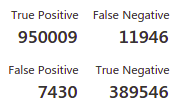 True Positive False Negative
950009 11946
False Positive True Negative
7430 389546